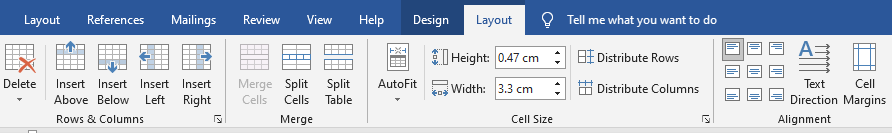 Layout References Mailings Review View Help Design Layout Tell me what you want to do
Delete
Insert Above
Insert Below
Insert Left
Insert Right
Rows & Columns
Merge Cells
Split Cells
Split Table
Merge
AutoFit
Height: 0.47 cm
Width: 3.3 cm
Distribute Rows
Distribute Columns
Cell Size
A
Text Direction
Cell Margins
Alignment